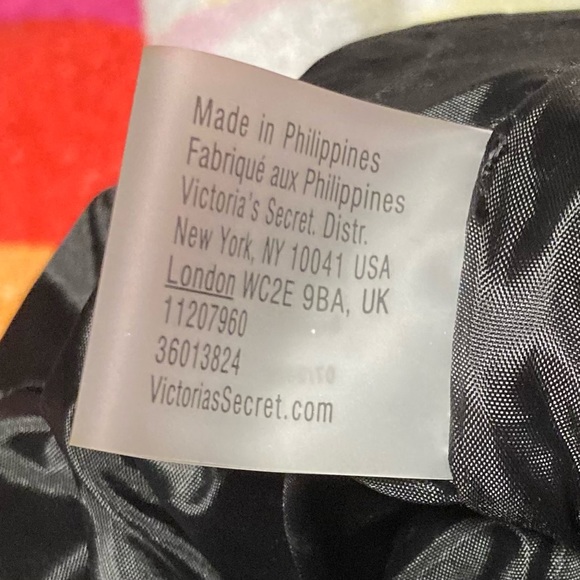 Made in Philippines
Fabriqué aux Philippines
Victoria's Secret. Distr.
New York, NY 10041 USA
London WC2E 9BA, UK
11207960
36013824
VictoriasSecret.com